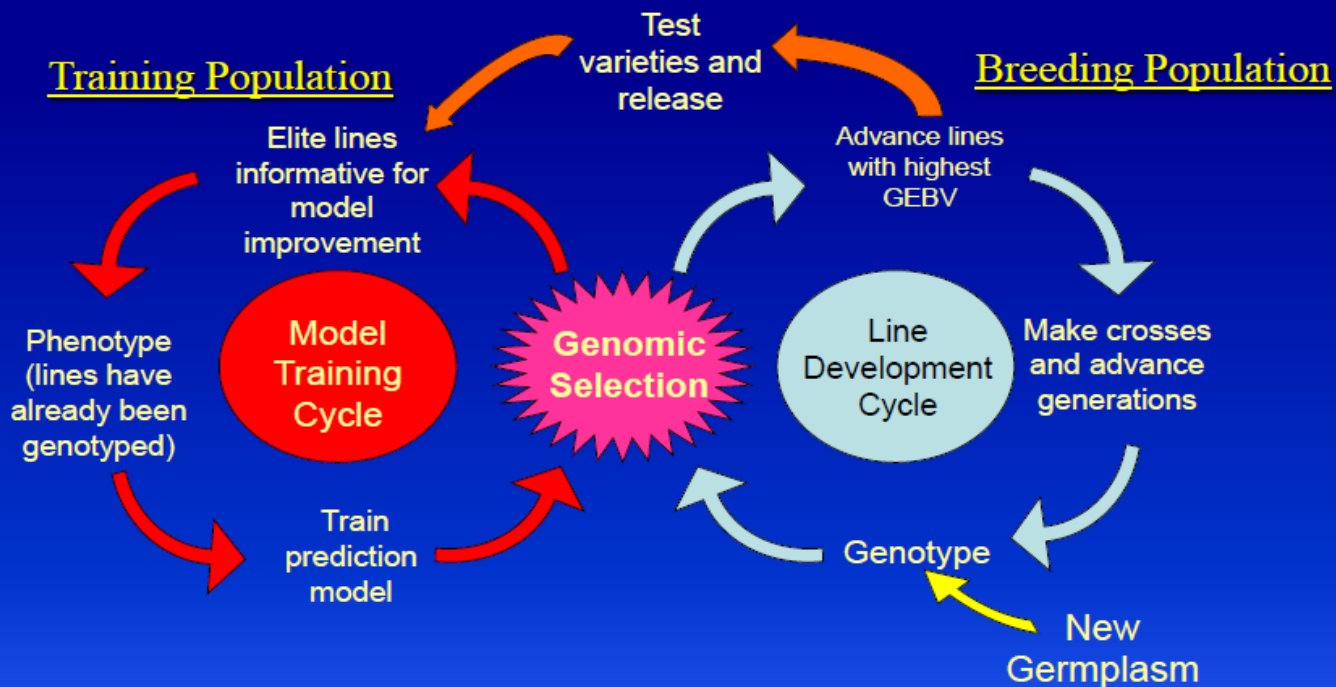 Training Population
Test
varieties and
release
Breeding Population
Elite lines
informative for
model
improvement
Advance lines
with highest
GEBV
Phenotype
(lines have
already been
genotyped)
Model
Training
Cycle
Genomic
Selection
Line
Development
Cycle
Make crosses
and advance
generations
Train
prediction
model
Genotype
New
Germplasm